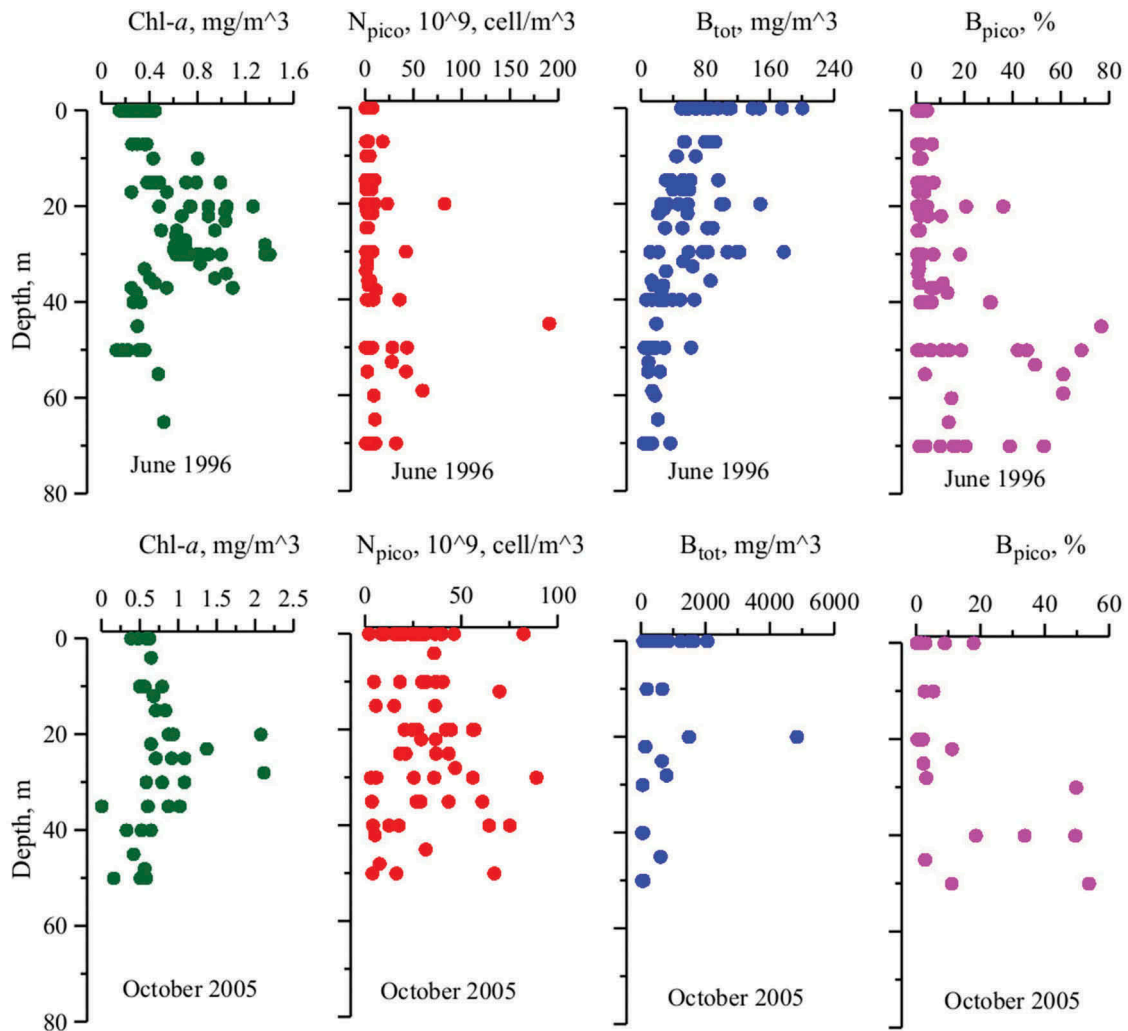 Chl-a, mg/m^3
N_pico, 10^9, cell/m^3
B_tot, mg/m^3
B_pico, %
0 0.4 0.8 1.2 1.6
0 50 100 150 200
0 80 160 240
0 20 40 60 80
0
20
40
60
80
Depth, m
June 1996
June 1996
June 1996
June 1996
Chl-a, mg/m^3
N_pico, 10^9, cell/m^3
B_tot, mg/m^3
B_pico, %
0 0.5 1 1.5 2 2.5
0 50 100
0 2000 4000 6000
0 20 40 60
0
20
40
60
80
Depth, m
October 2005
October 2005
October 2005
October 2005